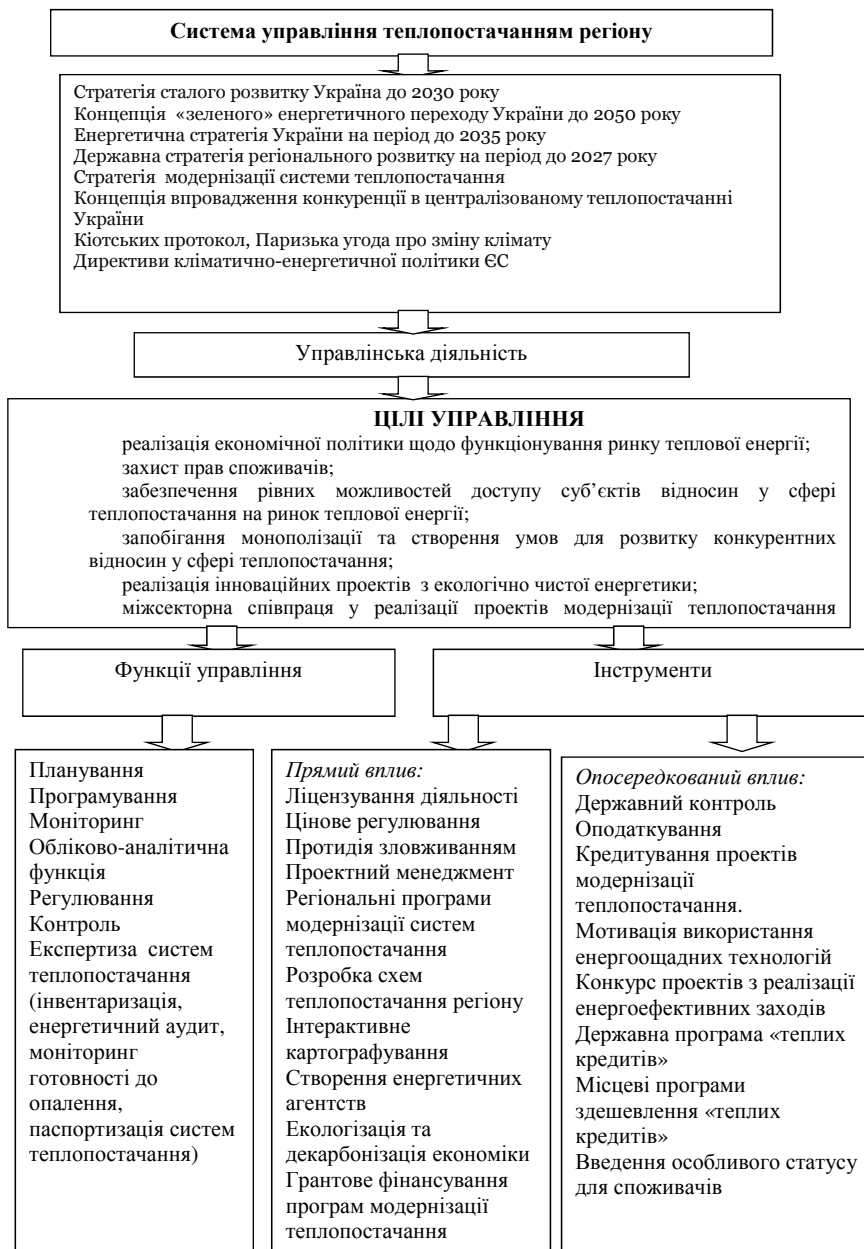 Система управління теплопостачанням регіону
Стратегія сталого розвитку Україна до 2030 року
Концепція «зеленого» енергетичного переходу України до 2050 року
Енергетична стратегія України на період до 2035 року
Державна стратегія регіонального розвитку на період до 2027 року
Стратегія модернізації системи теплопостачання
Концепція впровадження конкуренції в централізованому теплопостачанні
України
Кіотських протокол, Паризька угода про зміну клімату
Директиви кліматично-енергетичної політики ЄС
Управлінська діяльність
ЦІЛІ УПРАВЛІННЯ
реалізація економічної політики щодо функціонування ринку теплової енергії;
захист прав споживачів;
забезпечення рівних можливостей доступу суб’єктів відносин у сфері
теплопостачання на ринок теплової енергії;
запобігання монополізації та створення умов для розвитку конкурентних
відносин у сфері теплопостачання;
реалізація інноваційних проектів з екологічно чистої енергетики;
міжсекторна співпраця у реалізації проектів модернізації теплопостачання
Функції управління
Інструменти
Планування
Програмування
Моніторинг
Обліково-аналітична
функція
Регулювання
Контроль
Експертиза систем
теплопостачання
(інвентаризація,
енергетичний аудит,
моніторинг
готовності до
опалення,
паспортизація систем
теплопостачання)
Прямий вплив:
Ліцензування діяльності
Цінове регулювання
Протидія зловживанням
Проектний менеджмент
Регіональні програми
модернізації систем
теплопостачання
Розробка схем
теплопостачання регіону
Інтерактивне
картографування
Створення енергетичних
агентств
Екологізація та
декарбонізація економіки
Грантове фінансування
програм модернізації
теплопостачання
Опосередкований вплив:
Державний контроль
Оподаткування
Кредитування проектів
модернізації
теплопостачання.
Мотивація використання
енергоощадних технологій
Конкурс проектів з реалізації
енергоефективних заходів
Державна програма «теплих
кредитів»
Місцеві програми
здешевлення «теплих
кредитів»
Введення особливого статусу
для споживачів